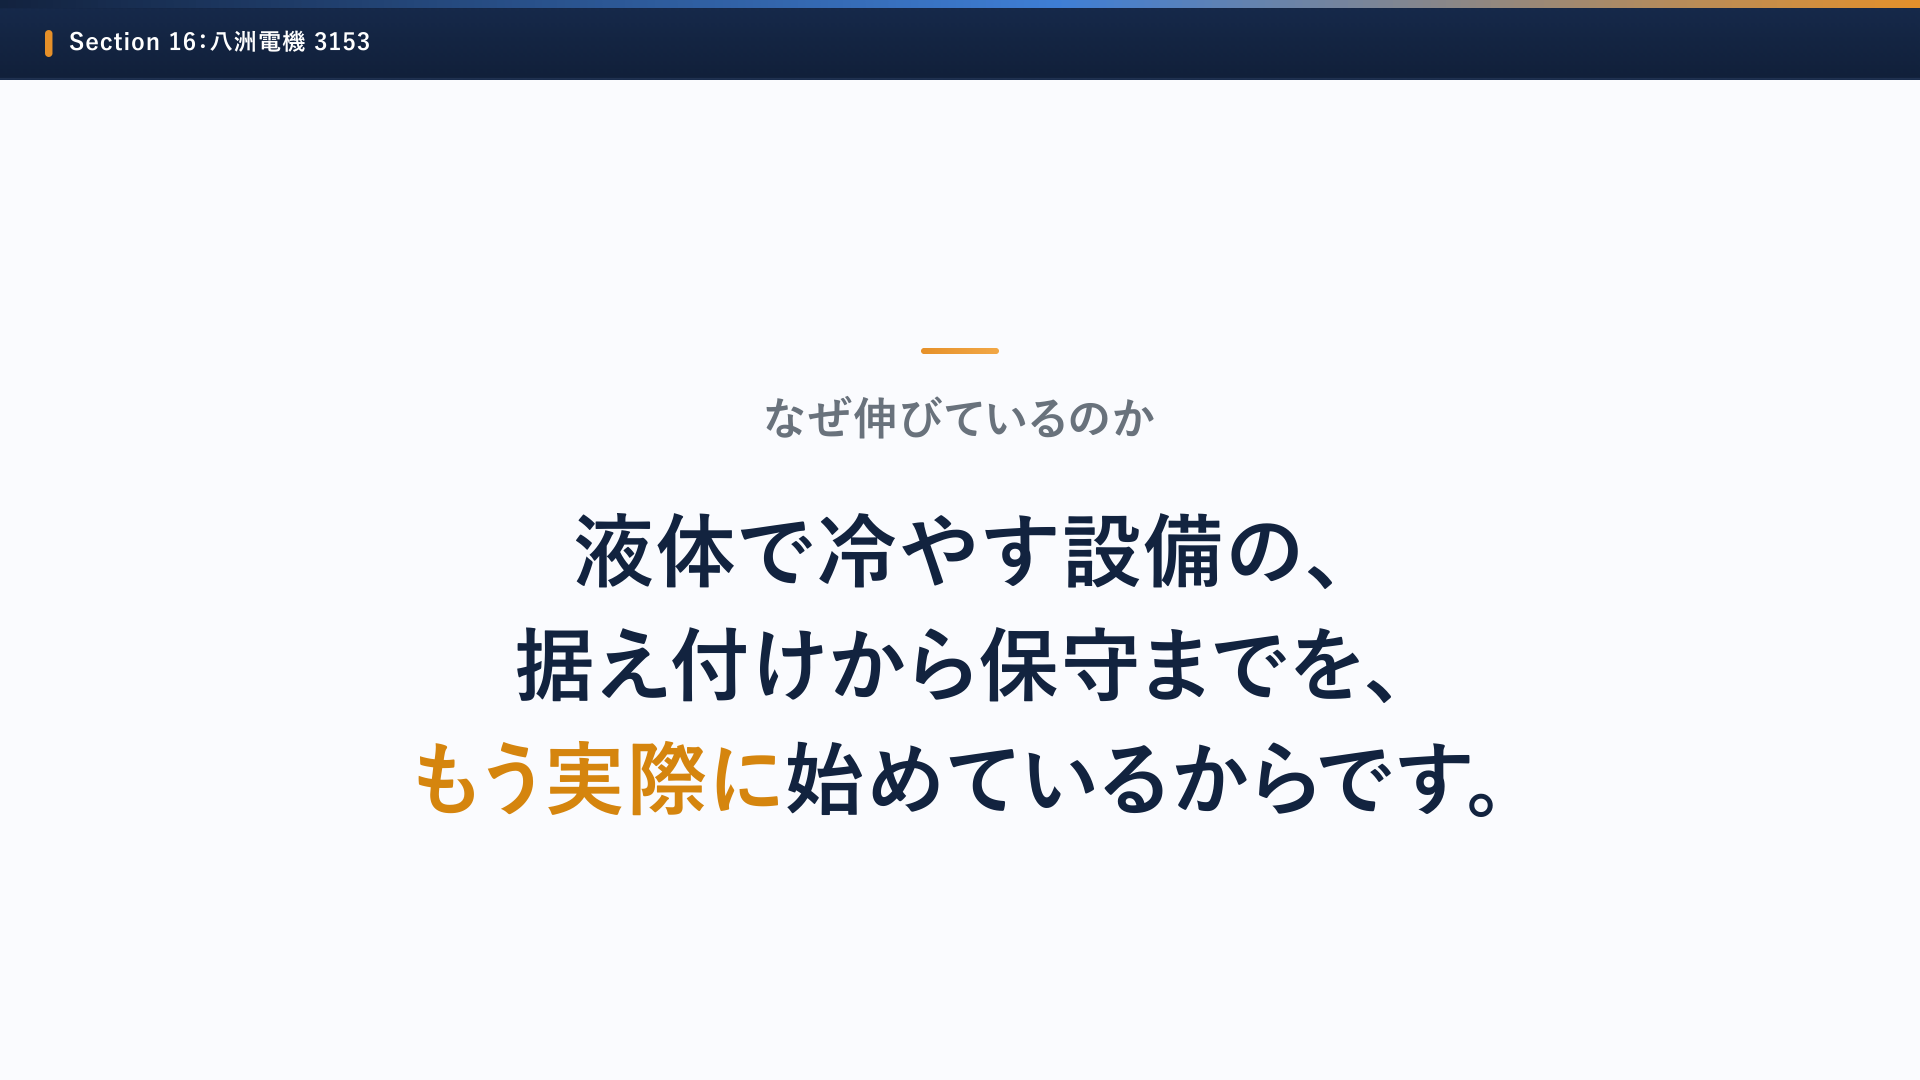 Section 16：八洲電機 3153
なぜ伸びているのか
液体で冷やす設備の、
据え付けから保守までを、
もう実際に始めているからです。